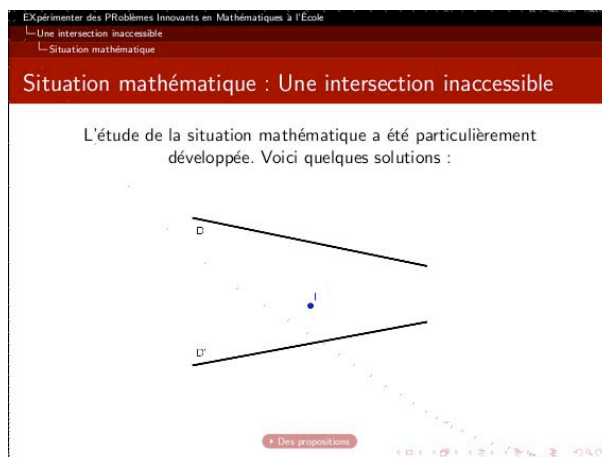 EXpérimenter des PRoblèmes Innovants en Mathématiques à l'École
Une intersection inaccessible
Situation mathématique
Situation mathématique : Une intersection inaccessible
L'étude de la situation mathématique a été particulièrement
développée. Voici quelques solutions :
D
I
D'
Des propositions